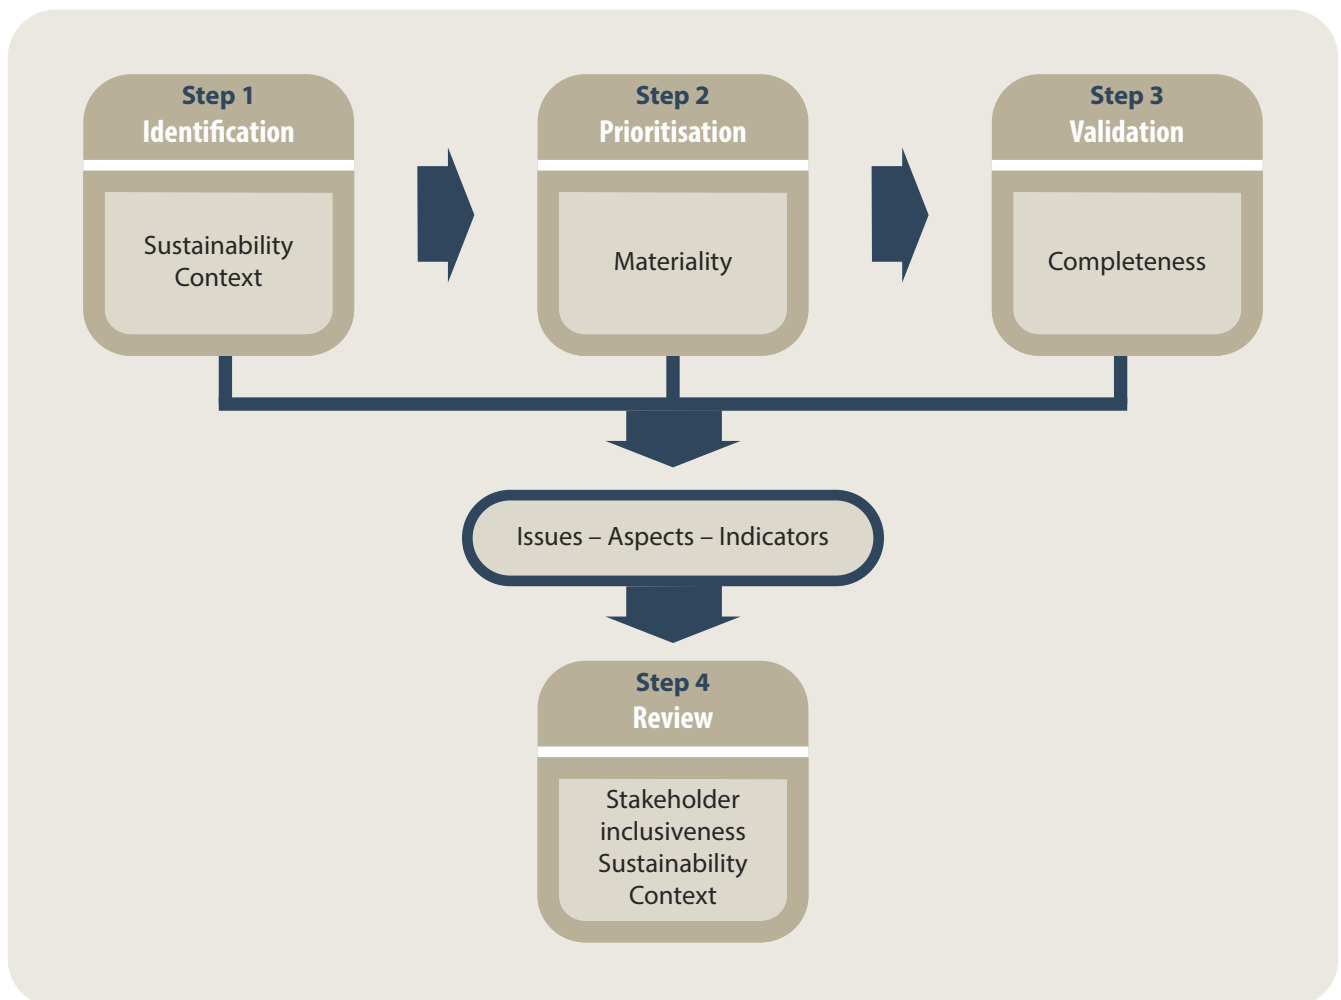 Step 1
Identification
Sustainability
Context
Step 2
Prioritisation
Materiality
Step 3
Validation
Completeness
Issues – Aspects – Indicators
Step 4
Review
Stakeholder
inclusiveness
Sustainability
Context